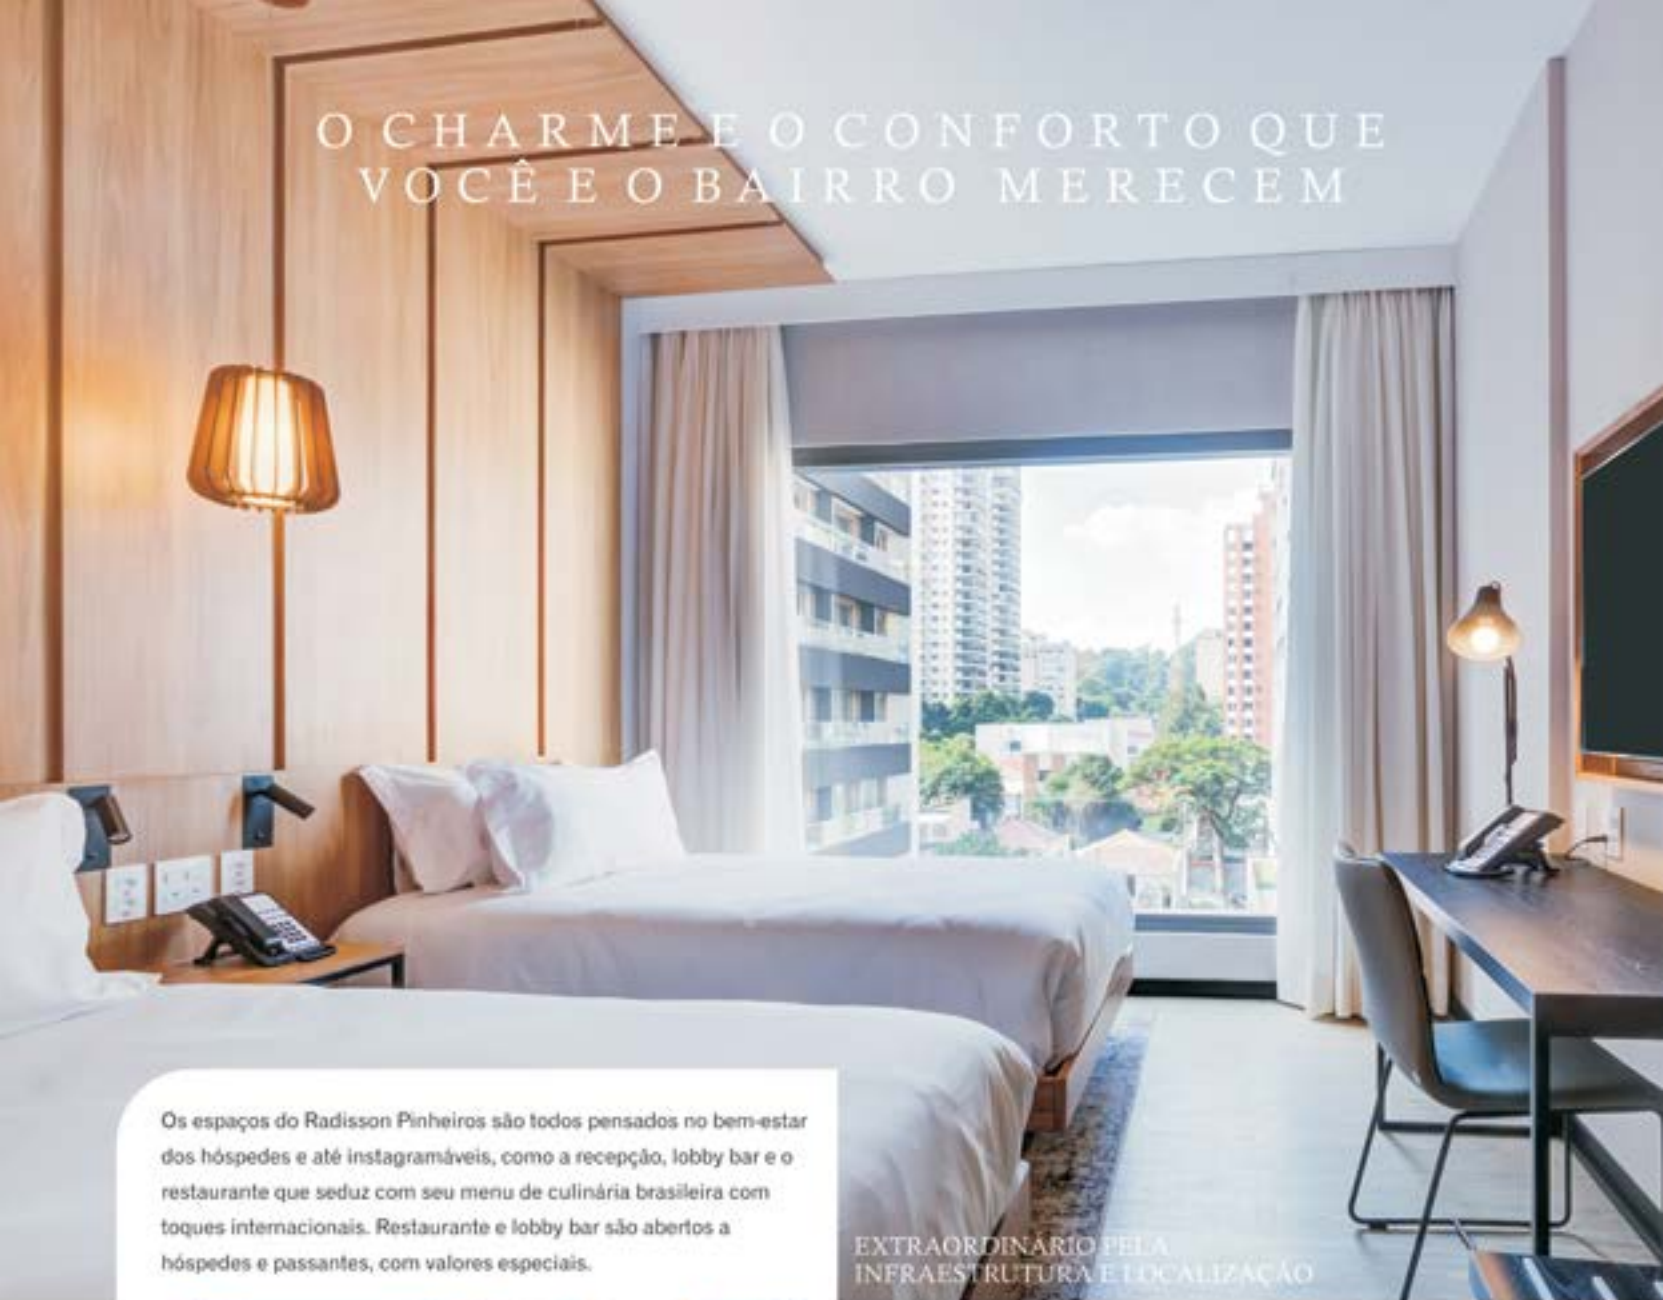 O CHARME E O CONFORTO QUE
VOCÊ E O BAIRRO MERECEM
Os espaços do Radisson Pinheiros são todos pensados no bem-estar
dos hóspedes e até instagramáveis, como a recepção, lobby bar e o
restaurante que seduz com seu menu de culinária brasileira com
toques internacionais. Restaurante e lobby bar são abertos a
hóspedes e passantes, com valores especiais.
EXTRAORDINÁRIO PELA
INFRAESTRUTURA E LOCALIZAÇÃO